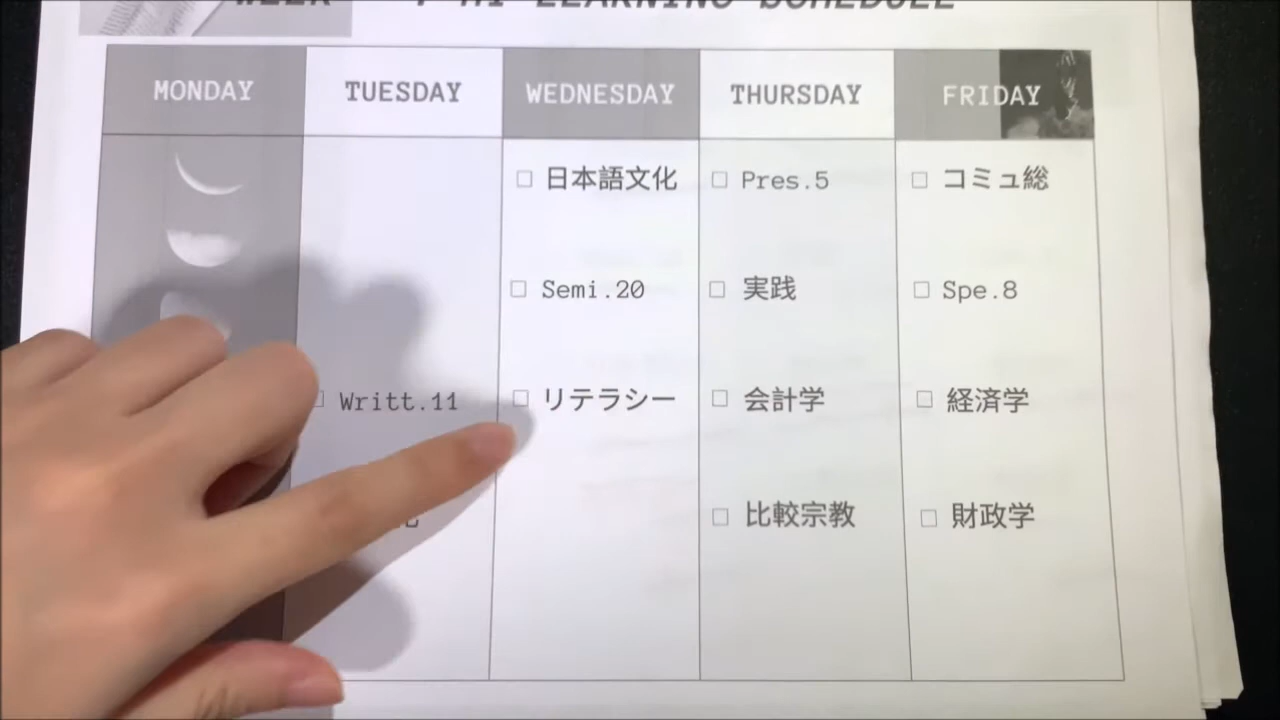 LEARNING SCHEDULE
MONDAY TUESDAY WEDNESDAY THURSDAY FRIDAY
日本語文化 Pres.5 コミュ総
Semi.20 実践 Spe.8
Writt.11 リテラシー 会計学 経済学
比較宗教 財政学